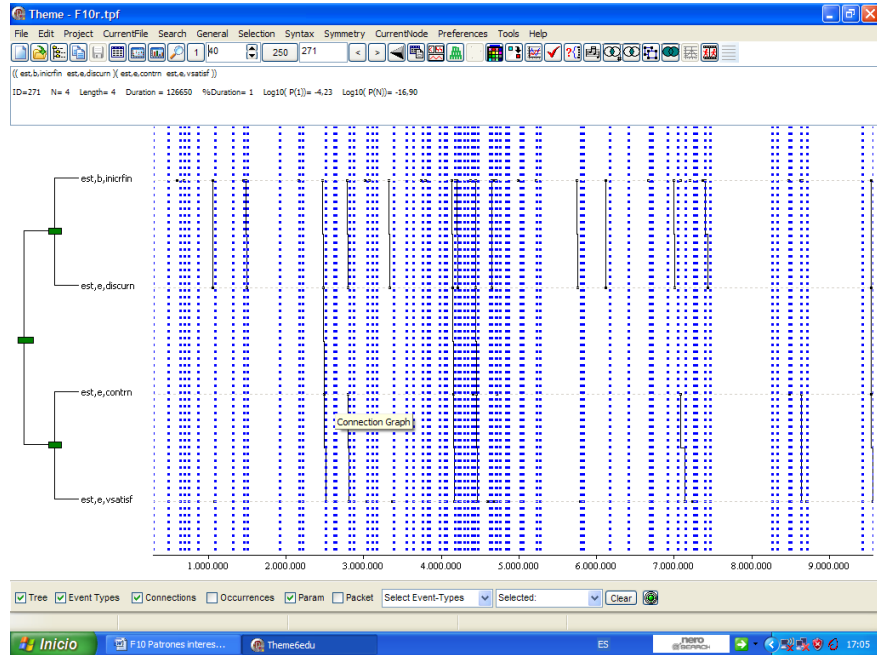 Theme - F10r.tpf
File Edit Project CurrentFile Search General Selection Syntax Symmetry CurrentNode Preferences Tools Help
1 40 250 271 < >
(( est,b,inicrfin est,e,discurn )( est,e,contrn est,e,vsatisf ))
ID=271 N= 4 Length= 4 Duration = 126650 %Duration= 1 Log10( P(1))= -4,23 Log10( P(N))= -16,90
est,b,inicrfin
est,e,discurn
est,e,contrn
Connection Graph
est,e,vsatisf
1.000.000 2.000.000 3.000.000 4.000.000 5.000.000 6.000.000 7.000.000 8.000.000 9.000.000
Tree Event Types Connections Occurrences Param Packet Select Event-Types Selected: Clear
Inicio F10 Patrones interes... Theme6edu ES nero SEARCH 17:05